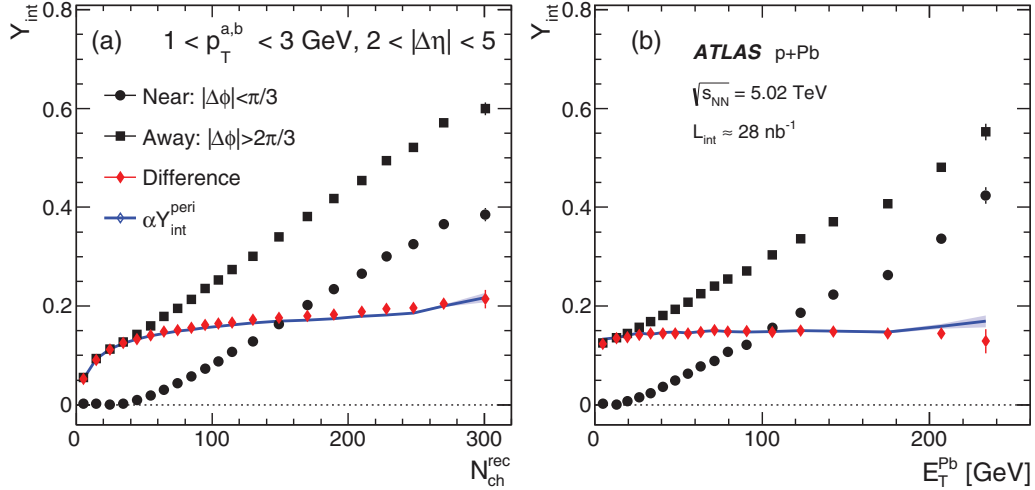 Y_int
0.8
0.6
0.4
0.2
0
(a) 1 < p_T^{a,b} < 3 GeV, 2 < |Δη| < 5
Near: |Δϕ|<π/3
Away: |Δϕ|>2π/3
Difference
αY_int^peri
0 100 200 300
N_ch^rec
Y_int
0.8
0.6
0.4
0.2
0
(b) ATLAS p+Pb
√s_NN = 5.02 TeV
L_int ≈ 28 nb^-1
0 100 200
E_T^Pb [GeV]